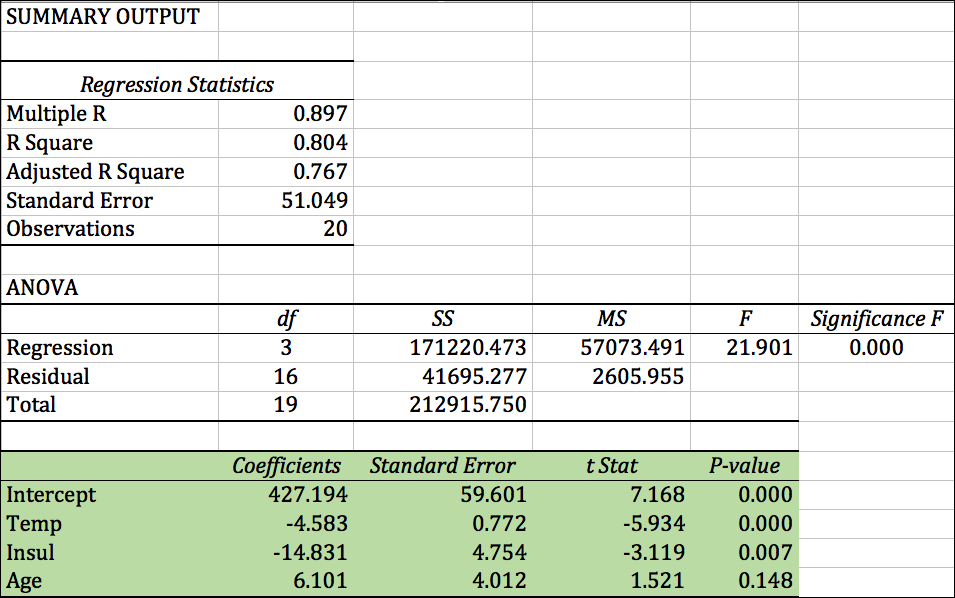 SUMMARY OUTPUT
Regression Statistics
Multiple R 0.897
R Square 0.804
Adjusted R Square 0.767
Standard Error 51.049
Observations 20
ANOVA
df SS MS F Significance F
Regression 3 171220.473 57073.491 21.901 0.000
Residual 16 41695.277 2605.955
Total 19 212915.750
Coefficients Standard Error t Stat P-value
Intercept 427.194 59.601 7.168 0.000
Temp -4.583 0.772 -5.934 0.000
Insul -14.831 4.754 -3.119 0.007
Age 6.101 4.012 1.521 0.148